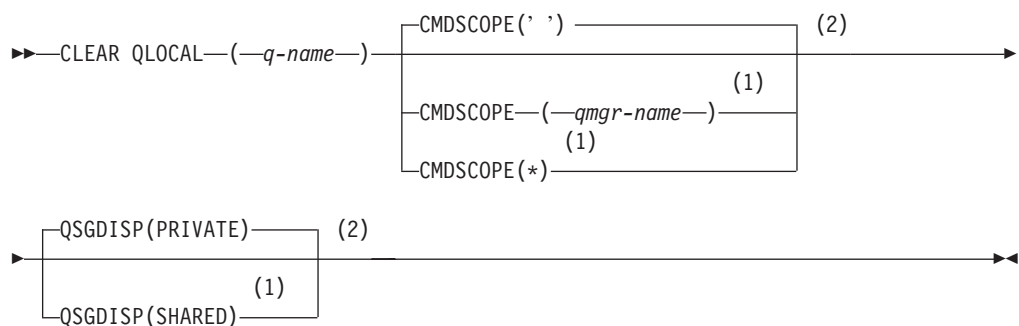 CMDSCOPE(' ') (2)
CLEAR QLOCAL ( q-name )
(1)
CMDSCOPE ( qmgr-name )
(1)
CMDSCOPE(*)
QSGDISP(PRIVATE) (2)
(1)
QSGDISP(SHARED)